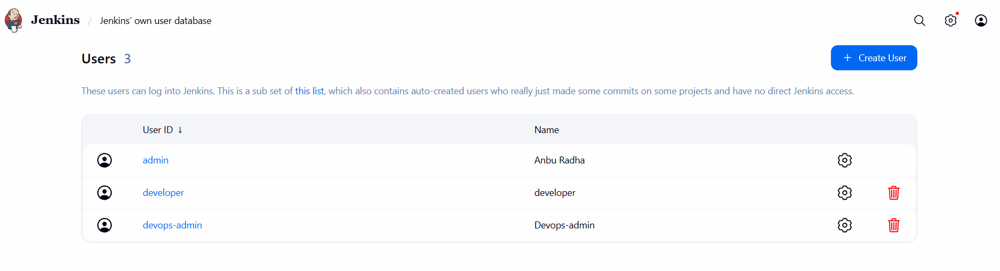 Jenkins / Jenkins’ own user database
Users 3
+ Create User
These users can log into Jenkins. This is a sub set of this list, which also contains auto-created users who really just made some commits on some projects and have no direct Jenkins access.
User ID ↓ Name
admin Anbu Radha
developer developer
devops-admin Devops-admin